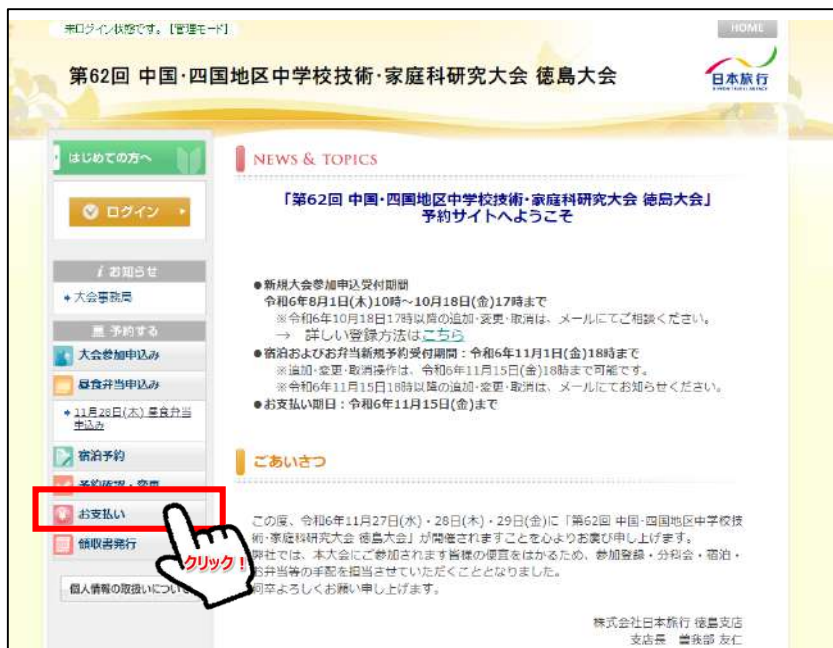 未ログイン状態です。【管理モード】
HOME
第62回 中国・四国地区中学校技術・家庭科研究大会 徳島大会
日本旅行
はじめての方へ
ログイン
お知らせ
大会事務局
予約する
大会参加申込み
昼食弁当申込み
11月28日(木) 昼食弁当
申込み
宿泊予約
予約確認・変更
お支払い
領収書発行
クリック！
個人情報の取扱いについて
NEWS & TOPICS
「第62回 中国・四国地区中学校技術・家庭科研究大会 徳島大会」
予約サイトへようこそ
●新規大会参加申込受付期間
令和6年8月1日(木)10時～10月18日(金)17時まで
※令和6年10月18日17時以降の追加・変更・取消は、メールにてご相談ください。
→ 詳しい登録方法はこちら
●宿泊およびお弁当新規予約受付期間：令和6年11月1日(金)18時まで
※追加・変更・取消操作は、令和6年11月15日(金)18時まで可能です。
※令和6年11月15日18時以降の追加・変更・取消は、メールにてお知らせください。
●お支払い期日：令和6年11月15日(金)まで
ごあいさつ
この度、令和6年11月27日(水)・28日(木)・29日(金)に「第62回 中国・四国地区中学校技
術・家庭科研究大会 徳島大会」が開催されますことを心よりお慶び申し上げます。
弊社では、本大会にご参加されます皆様の便宜をはかるため、参加登録・分科会・宿泊・
お弁当等の手配を担当させていただくこととなりました。
何卒よろしくお願い申し上げます。
株式会社日本旅行 徳島支店
支店長 曽我部 友仁